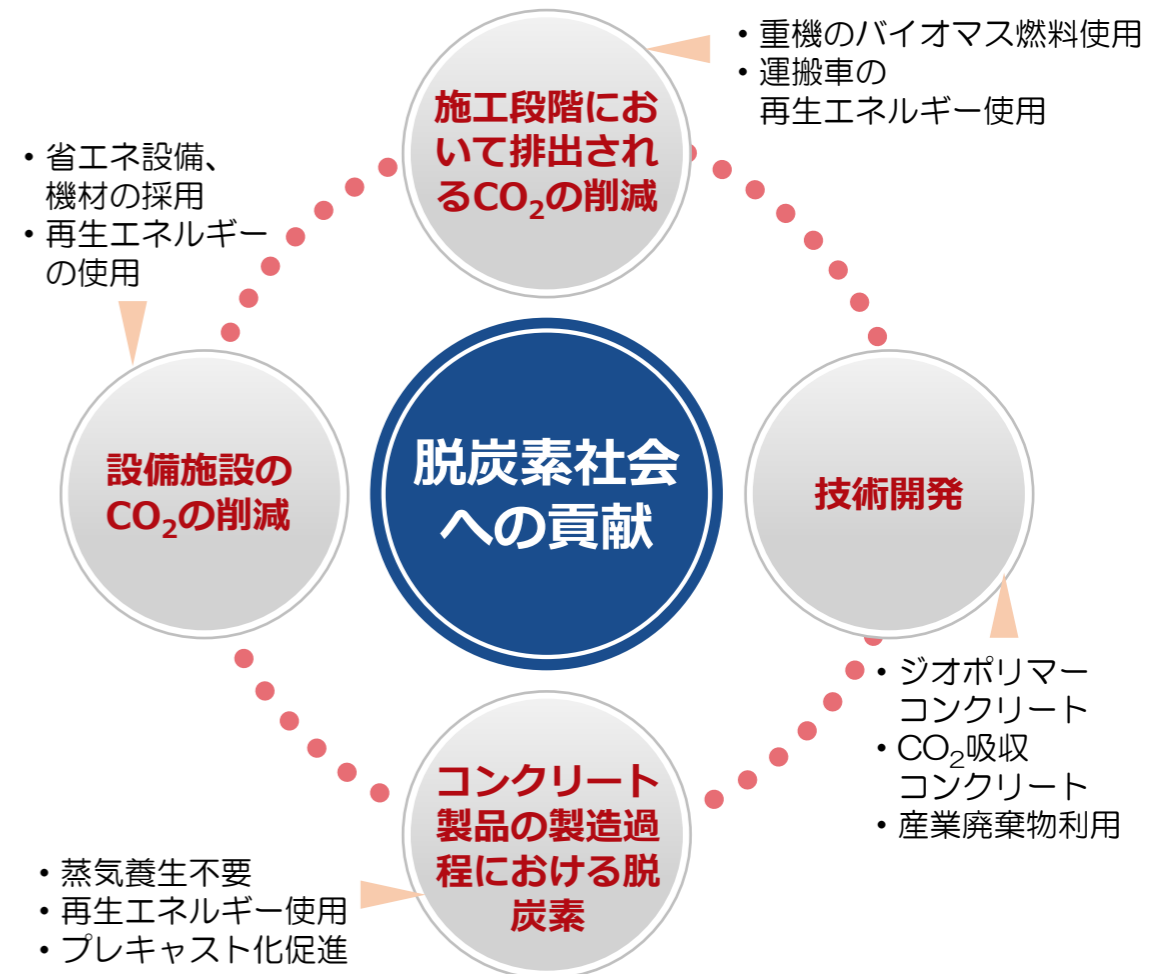 ・重機のバイオマス燃料使用
・運搬車の
再生エネルギー使用
施工段階にお
いて排出され
るCO₂の削減
・省エネ設備、
機材の採用
・再生エネルギー
の使用
設備施設の
CO₂の削減
脱炭素社会
への貢献
技術開発
・ジオポリマー
コンクリート
・CO₂吸収
コンクリート
・産業廃棄物利用
コンクリート
製品の製造過
程における脱
炭素
・蒸気養生不要
・再生エネルギー使用
・プレキャスト化促進